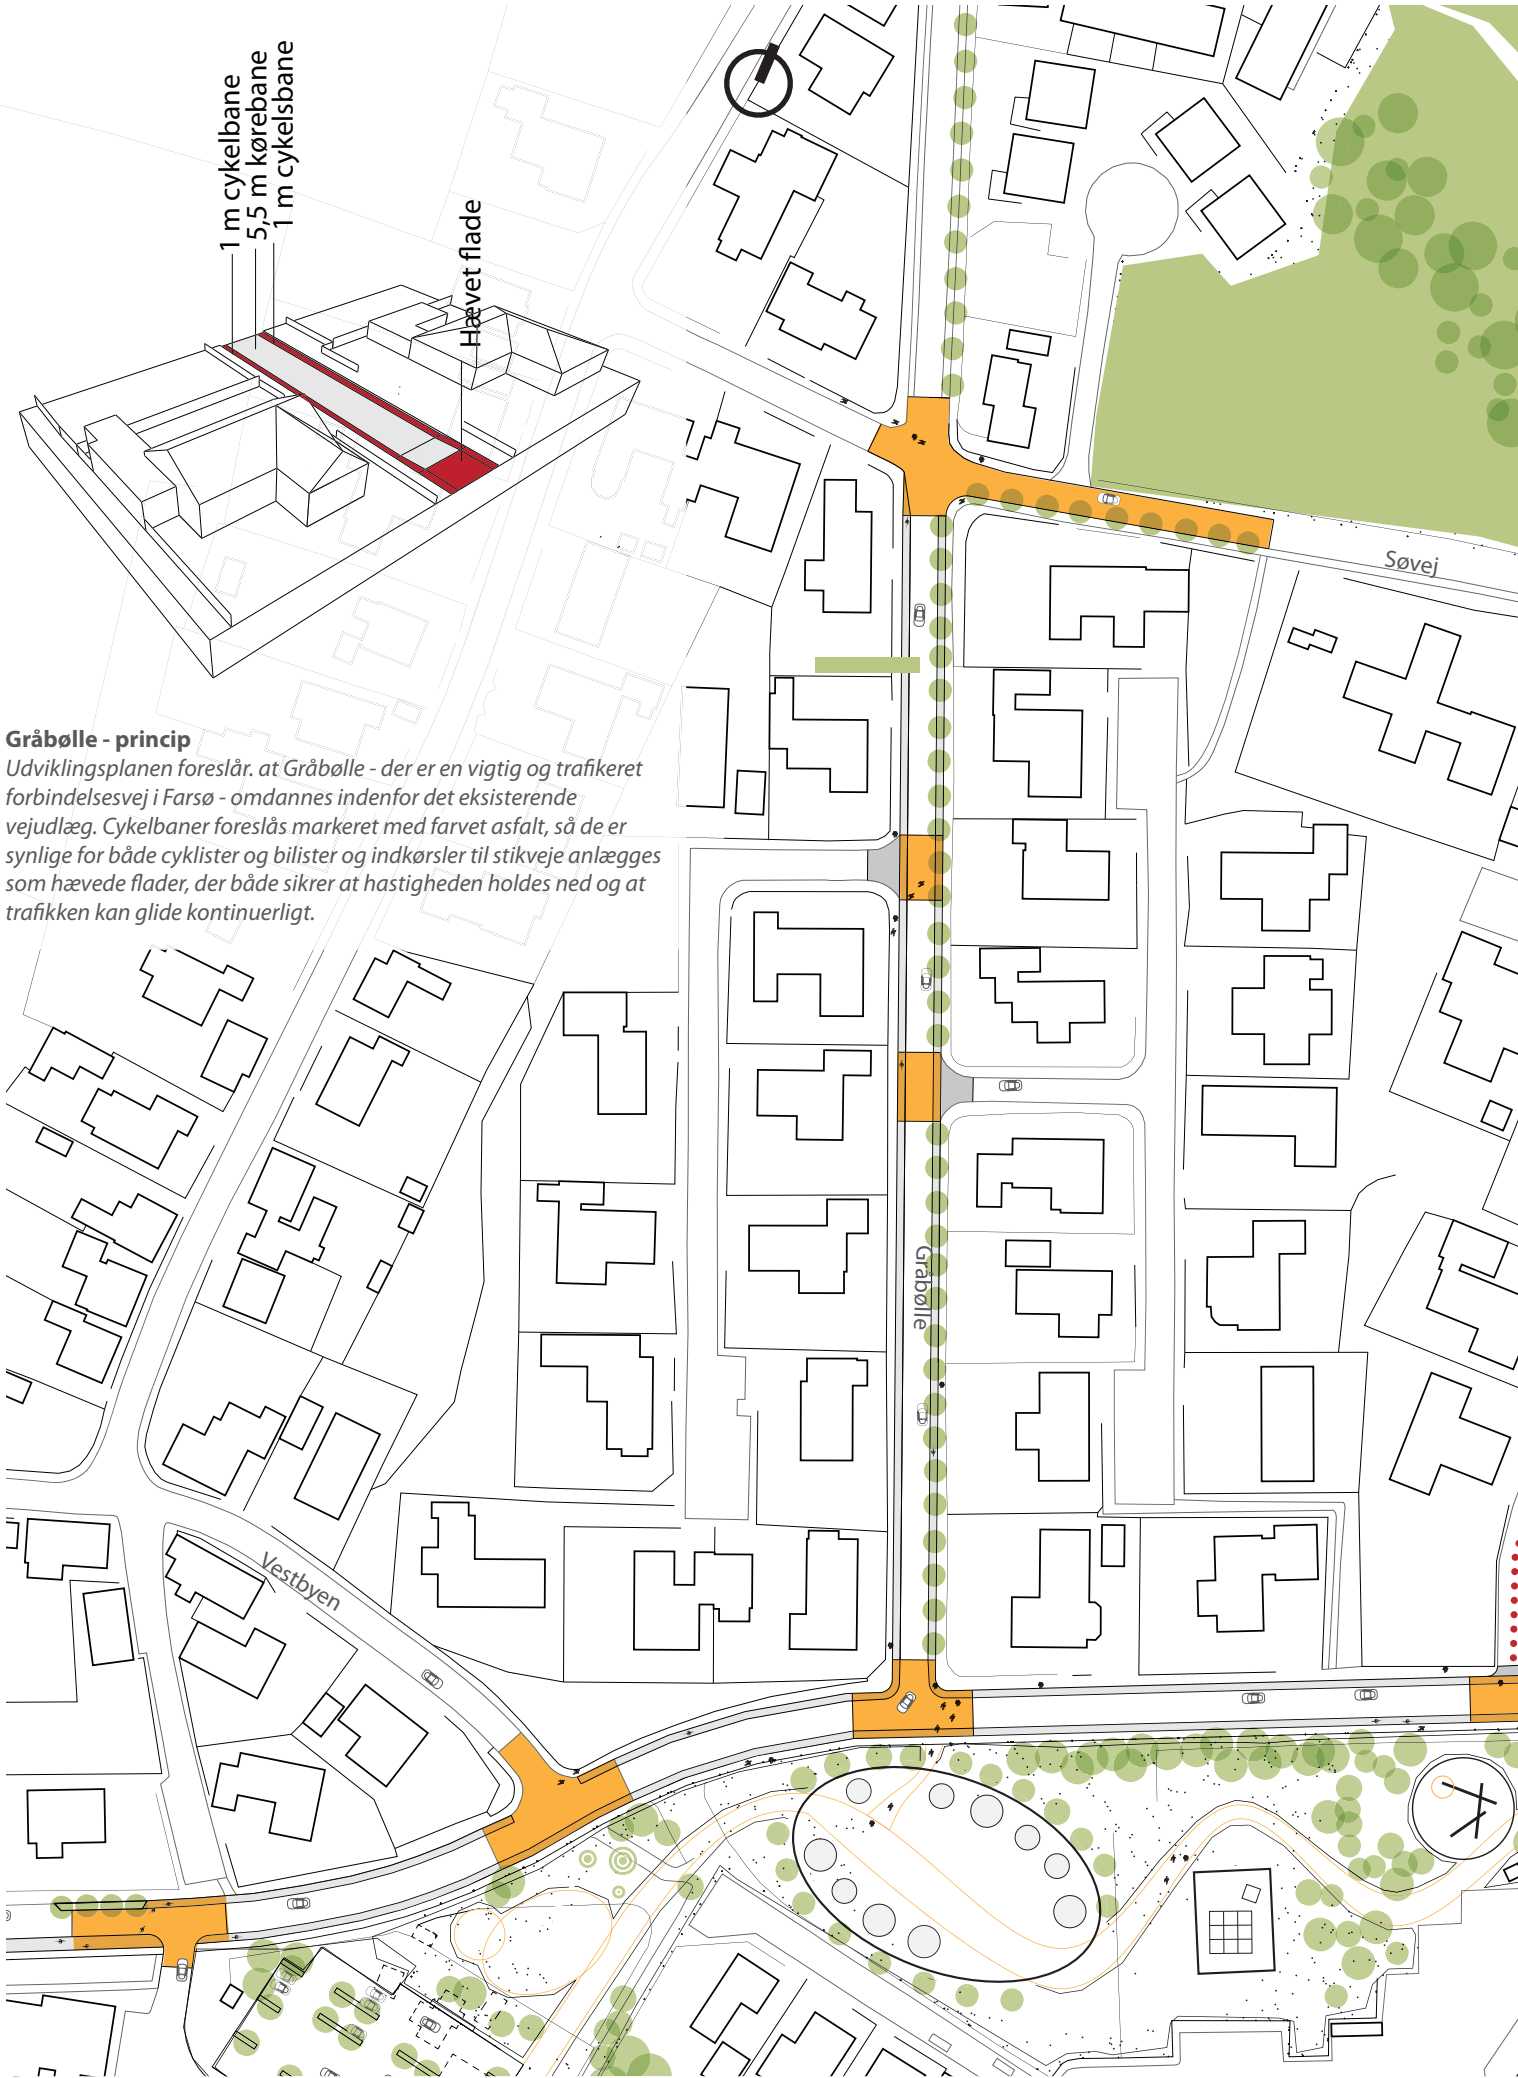 1 m cykelbane
5,5 m kørebane
1 m cykelsbane
Hævet flade
Søvej
Gråbølle - princip
Udviklingsplanen foreslår. at Gråbølle - der er en vigtig og trafikeret
forbindelsesvej i Farsø - omdannes indenfor det eksisterende
vejudlæg. Cykelbaner foreslås markeret med farvet asfalt, så de er
synlige for både cyklister og bilister og indkørsler til stikveje anlægges
som hævede flader, der både sikrer at hastigheden holdes ned og at
trafikken kan glide kontinuerligt.
Gråbølle
Vestbyen